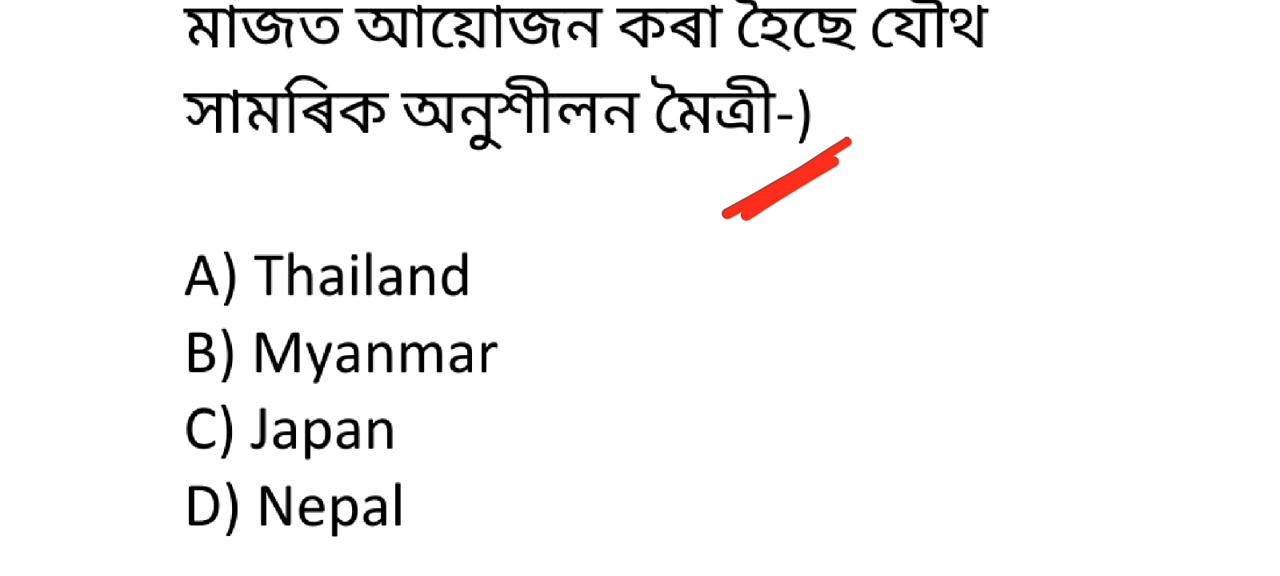 মাজত আয়োজন কৰা হৈছে যৌথ
সামৰিক অনুশীলন মৈত্ৰী-)
A) Thailand
B) Myanmar
C) Japan
D) Nepal